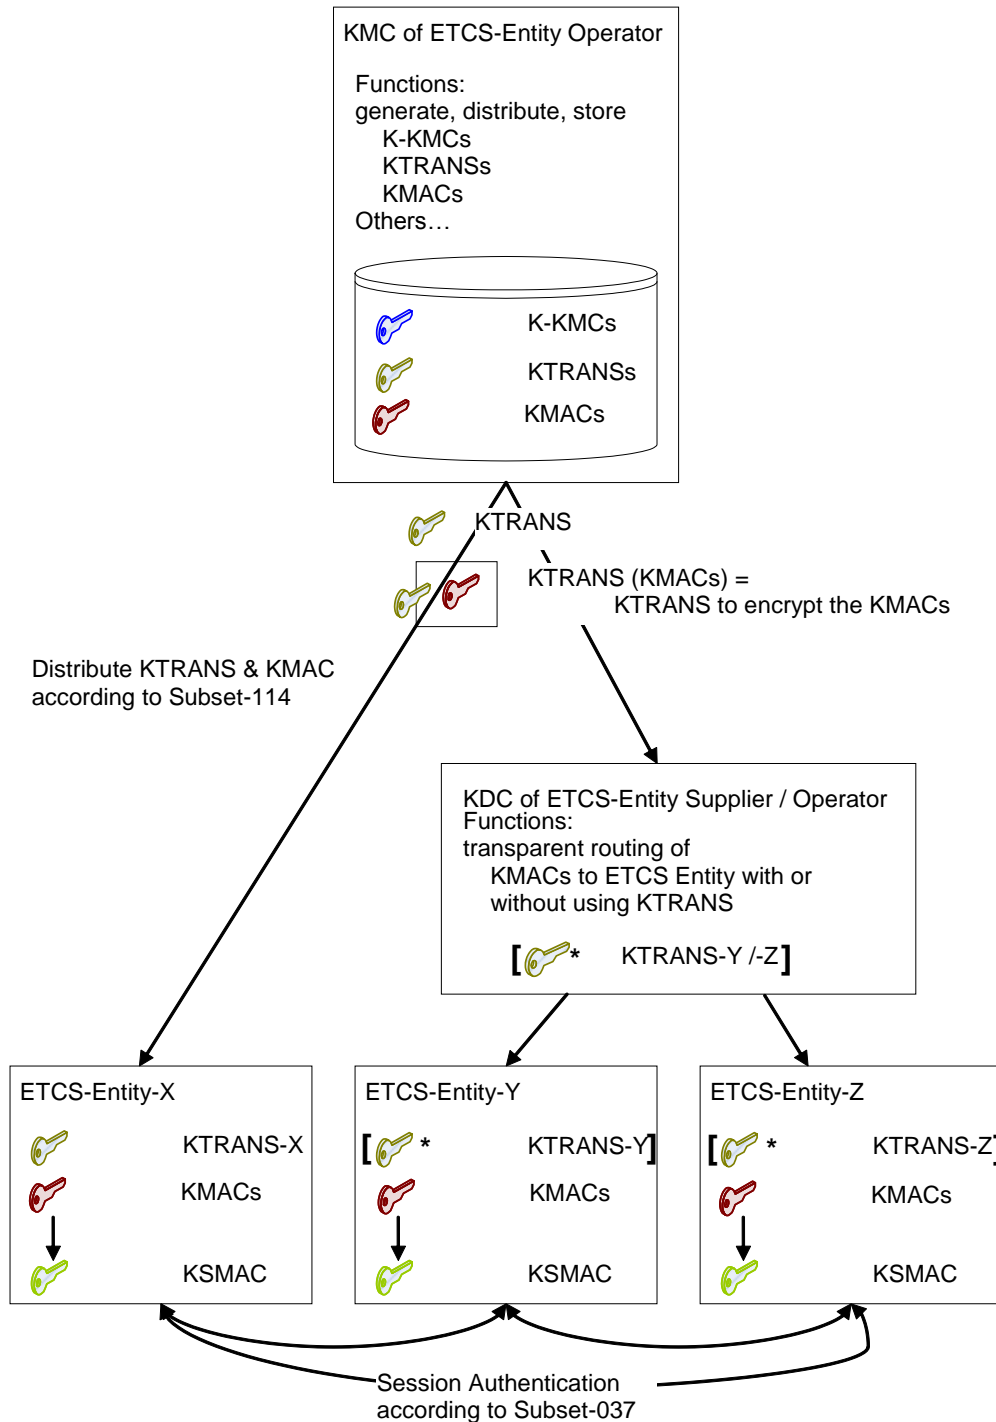 KMC of ETCS-Entity Operator
Functions:
generate, distribute, store
K-KMCs
KTRANSs
KMACs
Others…
K-KMCs
KTRANSs
KMACs
KTRANS
KTRANS (KMACs) =
KTRANS to encrypt the KMACs
Distribute KTRANS & KMAC
according to Subset-114
KDC of ETCS-Entity Supplier / Operator
Functions:
transparent routing of
KMACs to ETCS Entity with or
without using KTRANS
[ * KTRANS-Y /-Z ]
ETCS-Entity-X
KTRANS-X
KMACs
KSMAC
ETCS-Entity-Y
[ * KTRANS-Y ]
KMACs
KSMAC
ETCS-Entity-Z
[ * KTRANS-Z ]
KMACs
KSMAC
Session Authentication
according to Subset-037